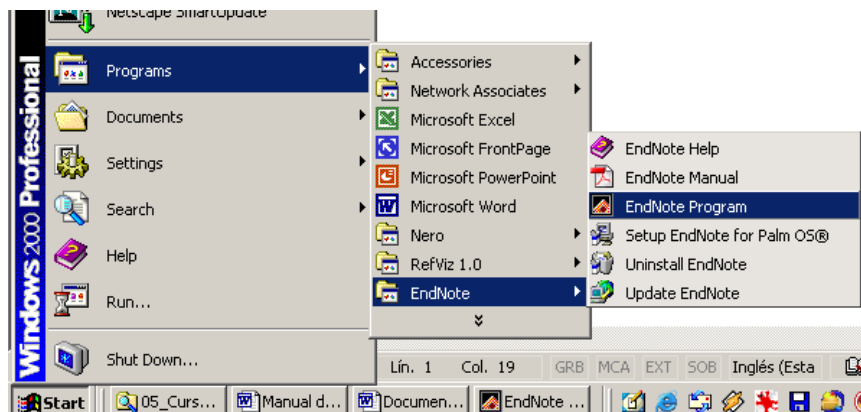 Netscape SmartUpdate
Programs
Documents
Settings
Search
Help
Run...
Shut Down...
Windows 2000 Professional
Accessories
Network Associates
Microsoft Excel
Microsoft FrontPage
Microsoft PowerPoint
Microsoft Word
Nero
RefViz 1.0
EndNote
EndNote Help
EndNote Manual
EndNote Program
Setup EndNote for Palm OS®
Uninstall EndNote
Update EndNote
Lín. 1 Col. 19 GRB MCA EXT SOB Inglés (Esta
Start 05_Curs... Manual d... Documen... EndNote ...